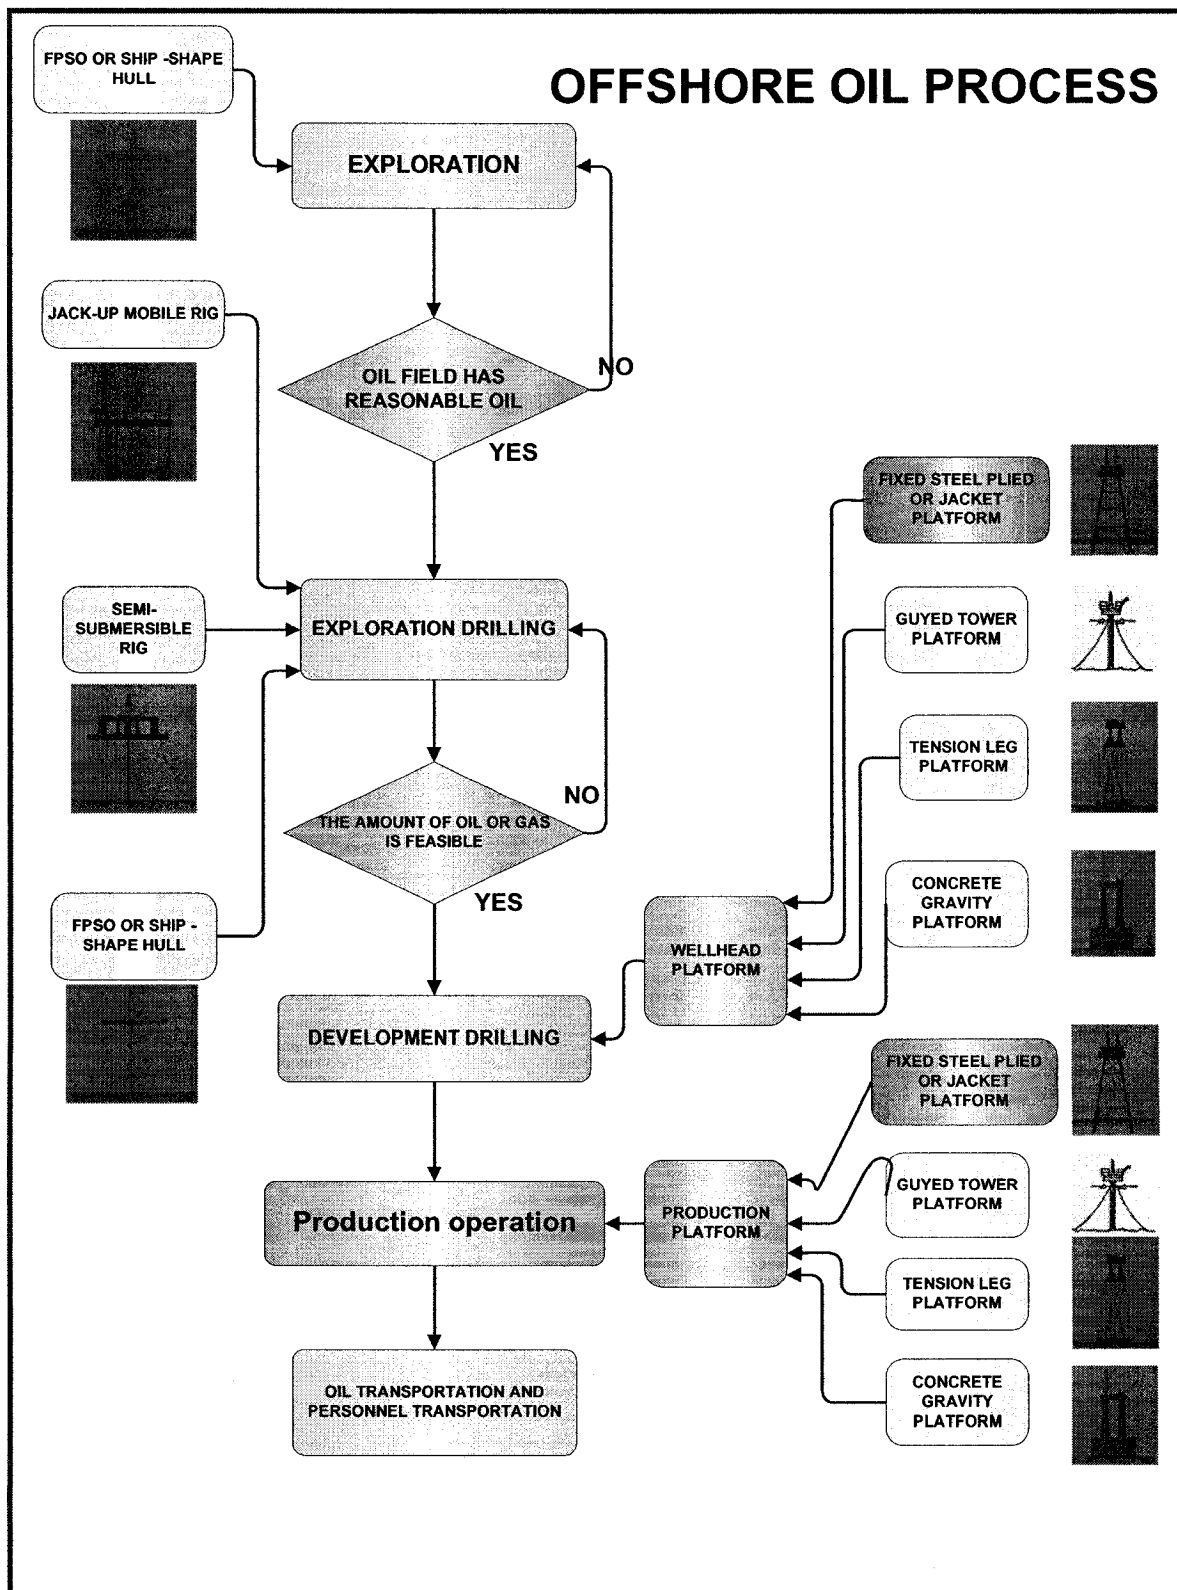 OFFSHORE OIL PROCESS
FPSO OR SHIP -SHAPE
HULL
EXPLORATION
JACK-UP MOBILE RIG
OIL FIELD HAS
REASONABLE OIL
NO
YES
SEMI-
SUBMERSIBLE
RIG
EXPLORATION DRILLING
THE AMOUNT OF OIL OR GAS
IS FEASIBLE
NO
YES
FPSO OR SHIP -
SHAPE HULL
DEVELOPMENT DRILLING
FIXED STEEL PLIED
OR JACKET
PLATFORM
GUYED TOWER
PLATFORM
TENSION LEG
PLATFORM
CONCRETE
GRAVITY
PLATFORM
WELLHEAD
PLATFORM
FIXED STEEL PLIED
OR JACKET
PLATFORM
GUYED TOWER
PLATFORM
TENSION LEG
PLATFORM
CONCRETE
GRAVITY
PLATFORM
PRODUCTION
PLATFORM
Production operation
OIL TRANSPORTATION AND
PERSONNEL TRANSPORTATION